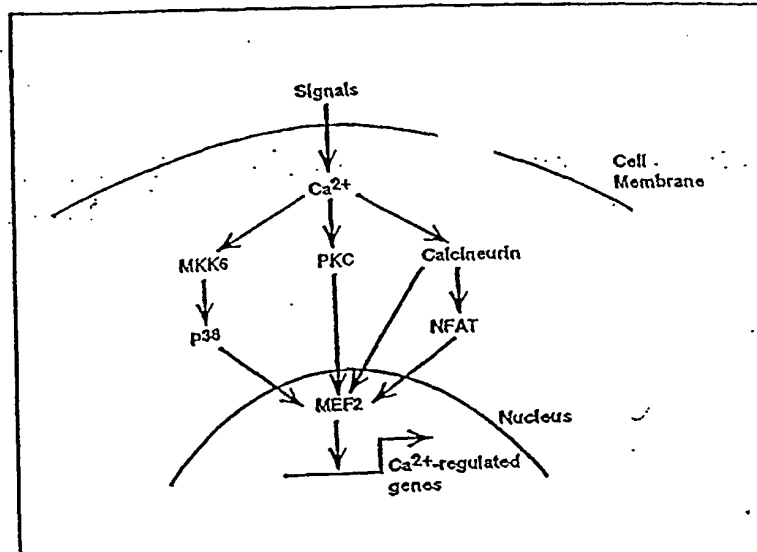 Signals
Cell
Membrane
Ca2+
MKK6
PKC
Calcineurin
p38
NFAT
MEF2
Nucleus
Ca2+-regulated
genes